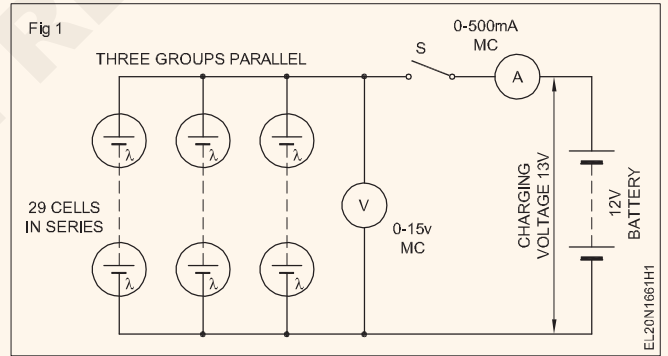 Fig 1
THREE GROUPS PARALLEL
S
0-500mA
MC
A
λ
λ
λ
29 CELLS
IN SERIES
V
0-15v
MC
CHARGING
VOLTAGE 13V
12V
BATTERY
λ
λ
λ
EL20N1661H1